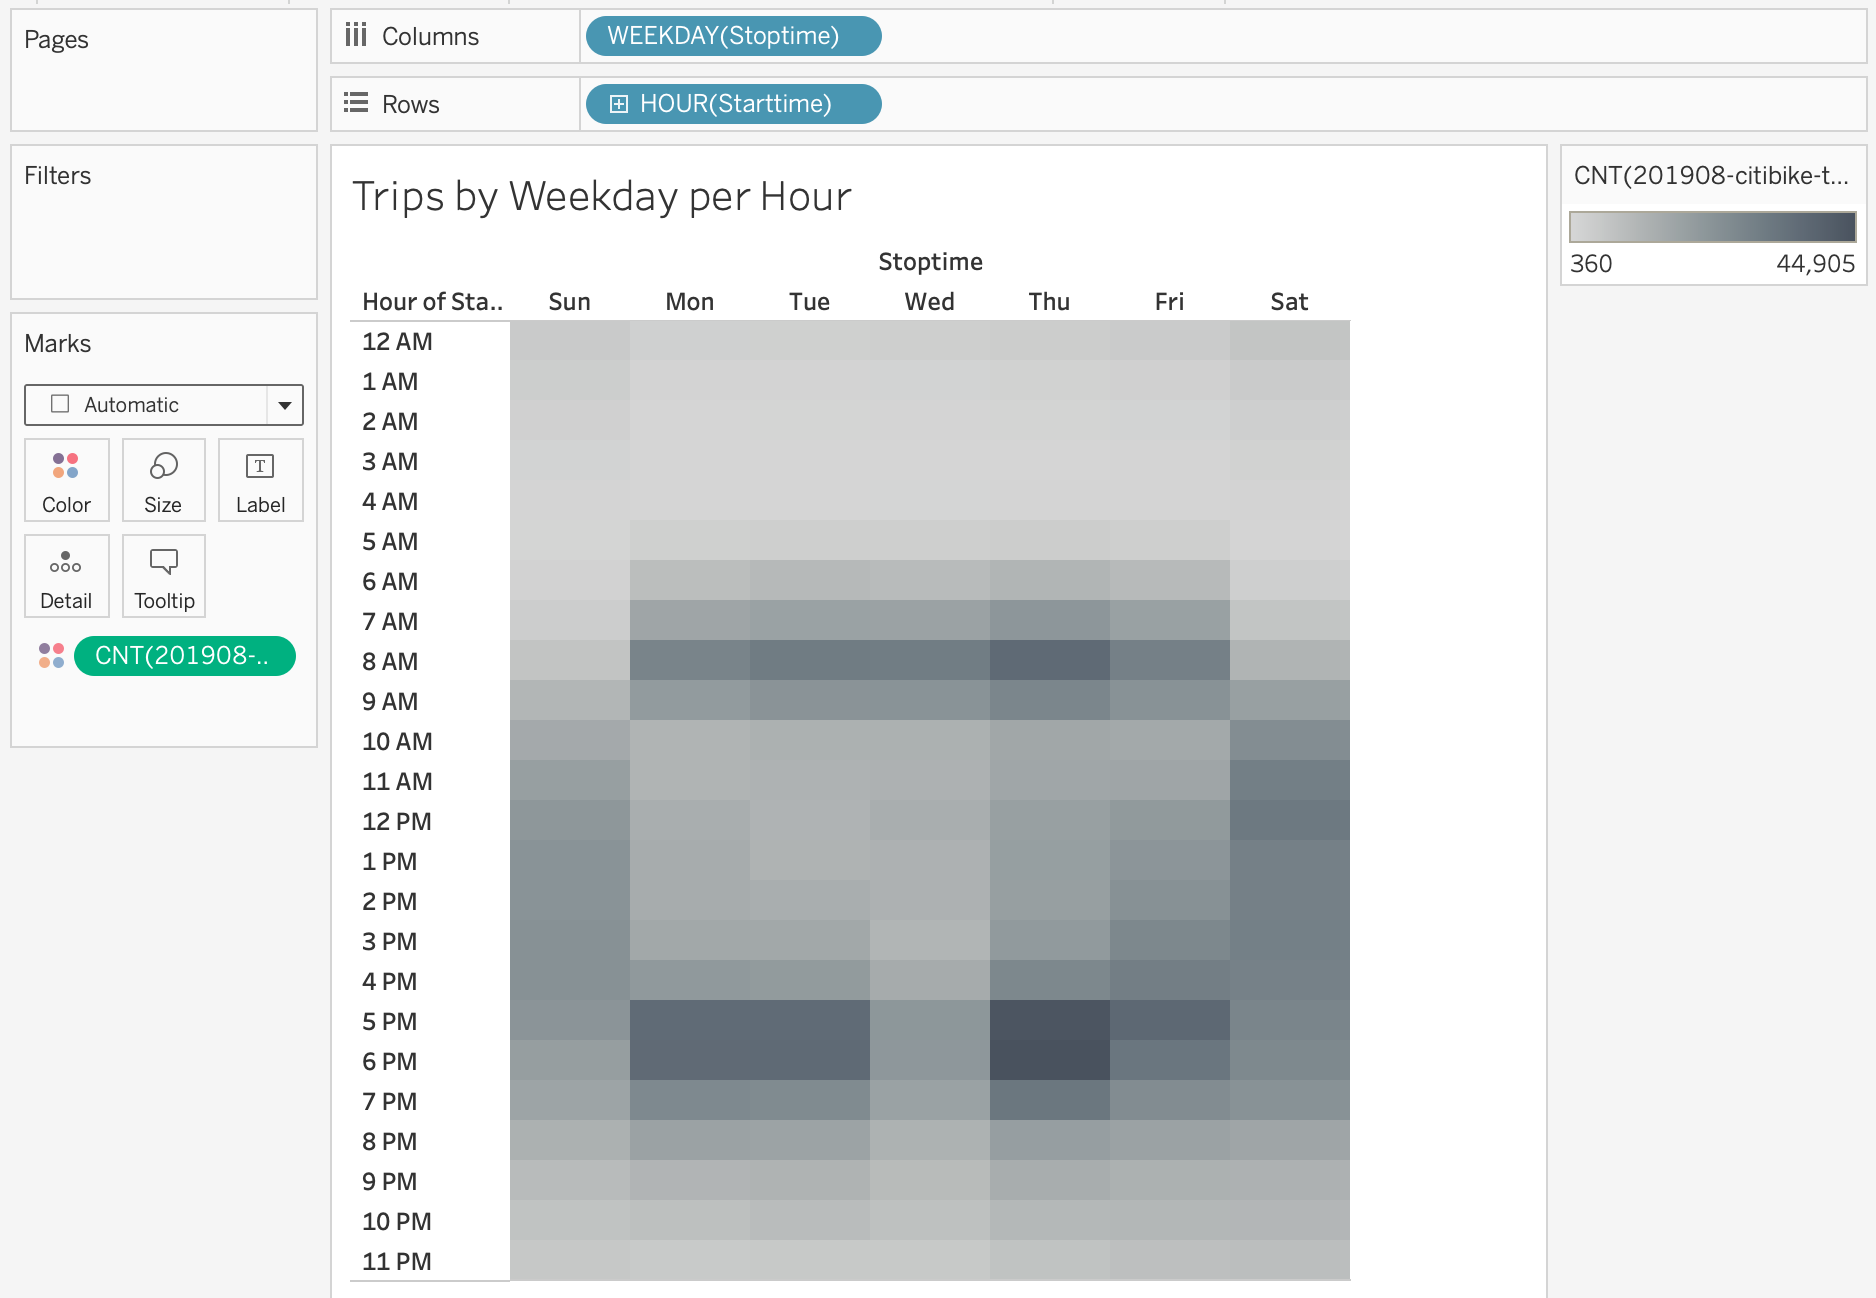 Pages
Columns
WEEKDAY(Stoptime)
Rows
HOUR(Starttime)
Filters
Marks
Automatic
Color
Size
T
Label
Detail
Tooltip
CNT(201908-..
Trips by Weekday per Hour
Stoptime
Hour of Sta.. Sun Mon Tue Wed Thu Fri Sat
12 AM
1 AM
2 AM
3 AM
4 AM
5 AM
6 AM
7 AM
8 AM
9 AM
10 AM
11 AM
12 PM
1 PM
2 PM
3 PM
4 PM
5 PM
6 PM
7 PM
8 PM
9 PM
10 PM
11 PM
CNT(201908-citibike-t...
360 44,905